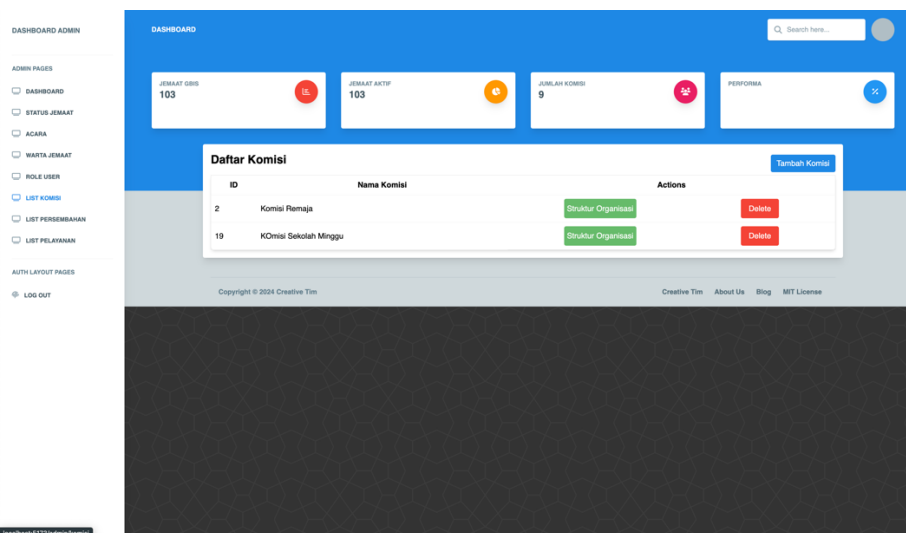 DASHBOARD ADMIN
ADMIN PAGES
DASHBOARD
STATUS JEMAAT
ACARA
WARTA JEMAAT
ROLE USER
LIST KOMISI
LIST PERSEMBAHAN
LIST PELAYANAN
AUTH LAYOUT PAGES
LOG OUT
DASHBOARD
Search here...
JEMAAT GBIS
103
JEMAAT AKTIF
103
JUMLAH KOMISI
9
PERFORMA
Daftar Komisi
Tambah Komisi
ID Nama Komisi Actions
2 Komisi Remaja Struktur Organisasi Delete
19 KOmisi Sekolah Minggu Struktur Organisasi Delete
Copyright © 2024 Creative Tim
Creative Tim About Us Blog MIT License